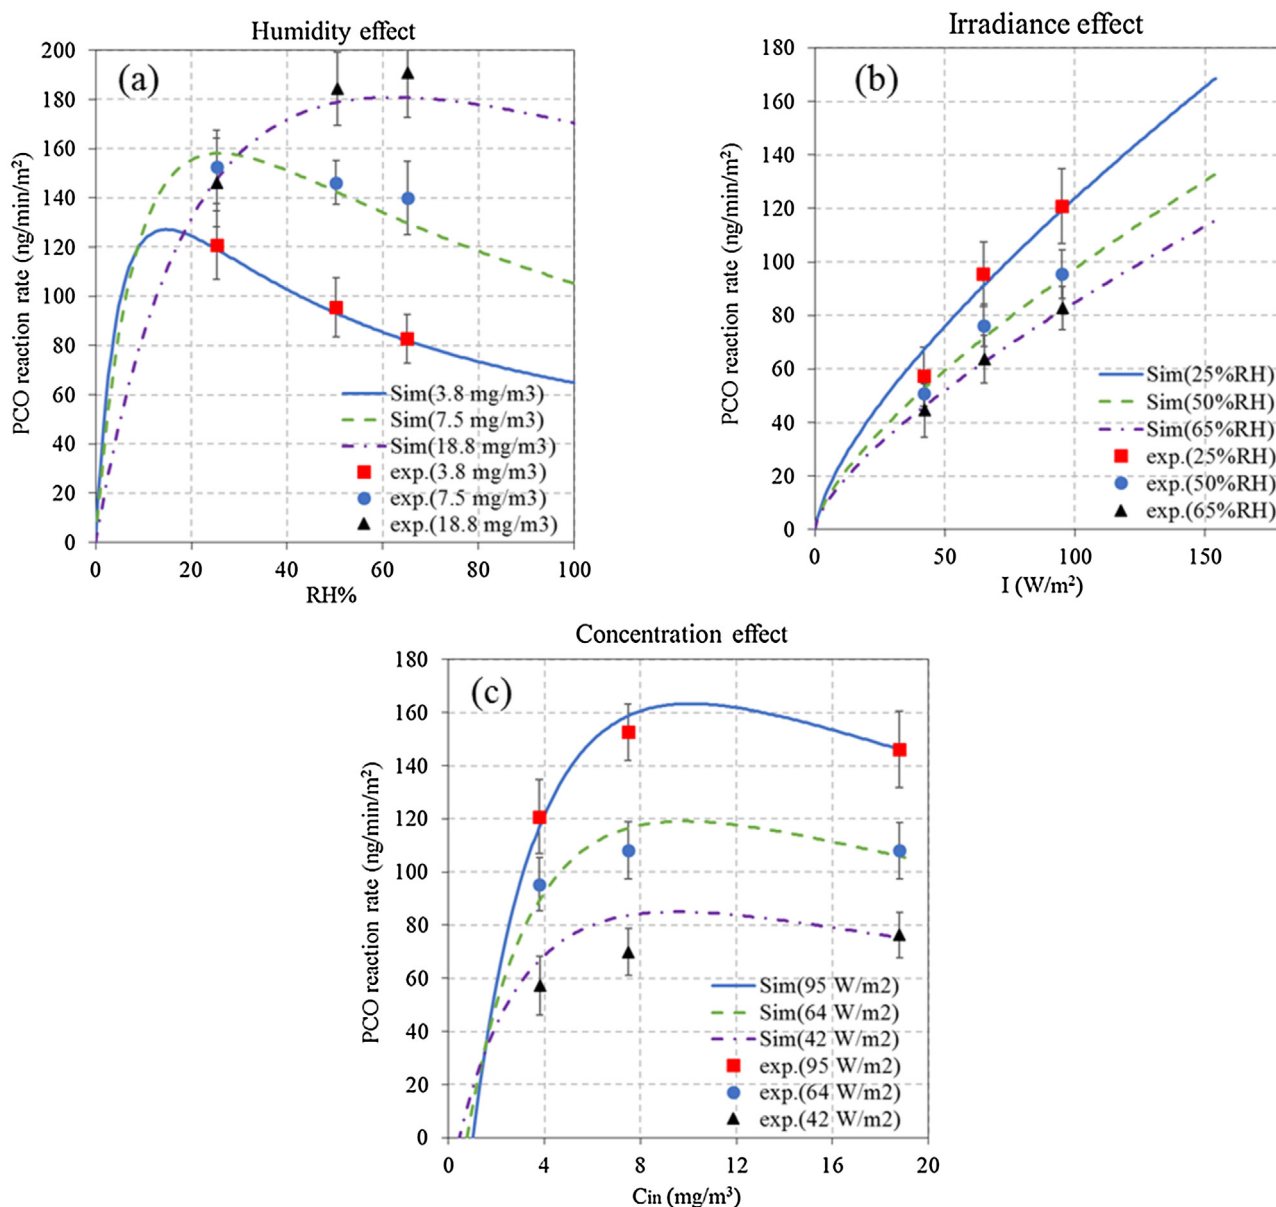 Humidity effect
(a)
PCO reaction rate (ng/min/m²)
200
180
160
140
120
100
80
60
40
20
0
Sim(3.8 mg/m3)
Sim(7.5 mg/m3)
Sim(18.8 mg/m3)
exp.(3.8 mg/m3)
exp.(7.5 mg/m3)
exp.(18.8 mg/m3)
0 20 40 60 80 100
RH%
Irradiance effect
(b)
PCO reaction rate (ng/min/m²)
180
160
140
120
100
80
60
40
20
0
Sim(25%RH)
Sim(50%RH)
Sim(65%RH)
exp.(25%RH)
exp.(50%RH)
exp.(65%RH)
0 50 100 150
I (W/m²)
Concentration effect
(c)
PCO reaction rate (ng/min/m²)
180
160
140
120
100
80
60
40
20
0
Sim(95 W/m2)
Sim(64 W/m2)
Sim(42 W/m2)
exp.(95 W/m2)
exp.(64 W/m2)
exp.(42 W/m2)
0 4 8 12 16 20
Cin (mg/m³)